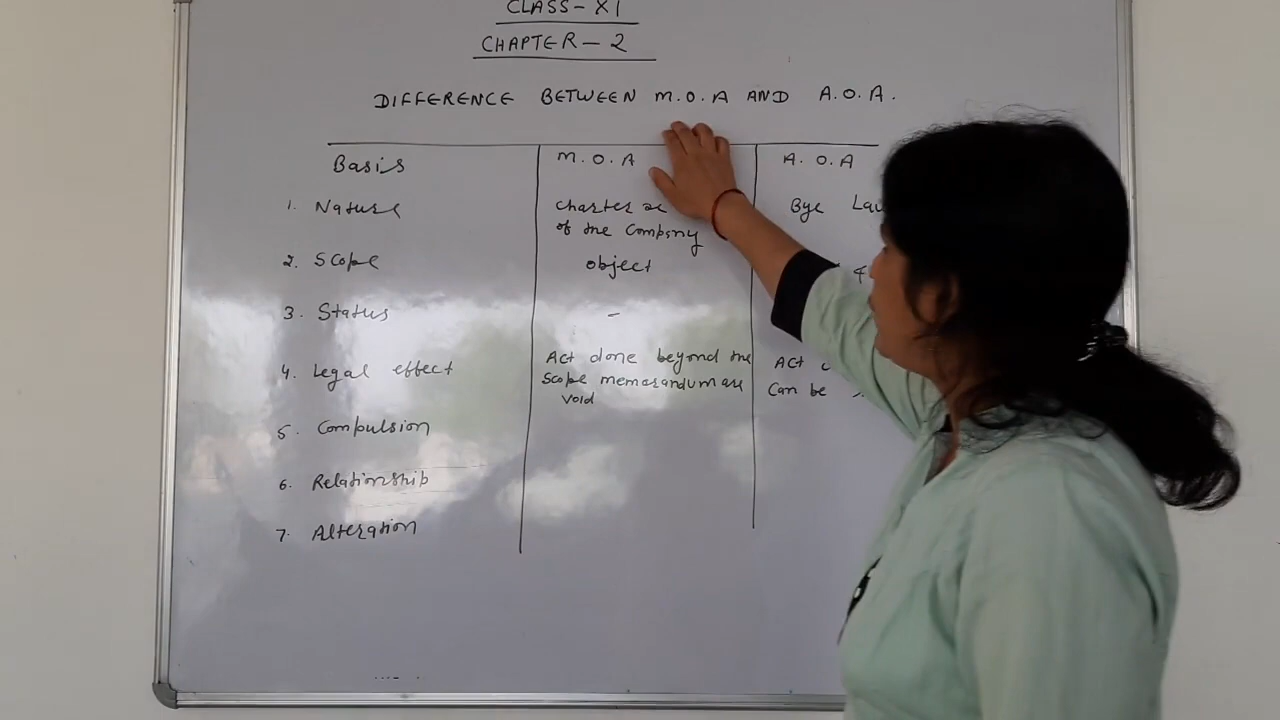 CLASS-XI
CHAPTER-2
DIFFERENCE BETWEEN M.O.A AND A.O.A.
Basis M.O.A A.O.A
1. Nature Charter Bye
of the Company
2. Scope object
3. Status -
4. Legal effect Act done beyond the Act
Scope memorandum are Can be
void
5. Compulsion
6. Relationship
7. Alteration